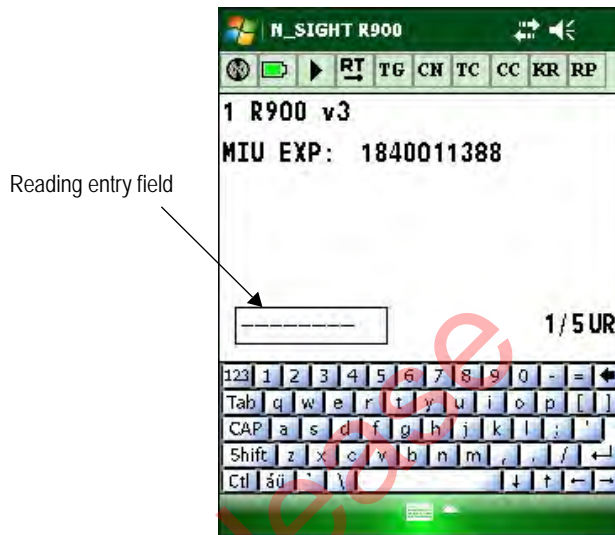 N_SIGHT R900
RT TG CN TC CC KR RP
1 R900 v3
MIU EXP: 1840011388
Reading entry field
--------
1/5 UR
123 1 2 3 4 5 6 7 8 9 0 - =
Tab q w e r t y u i o p [ ]
CAP a s d f g h j k l ; '
Shift z x c v b n m , . /
Ctl áü ` \
ease